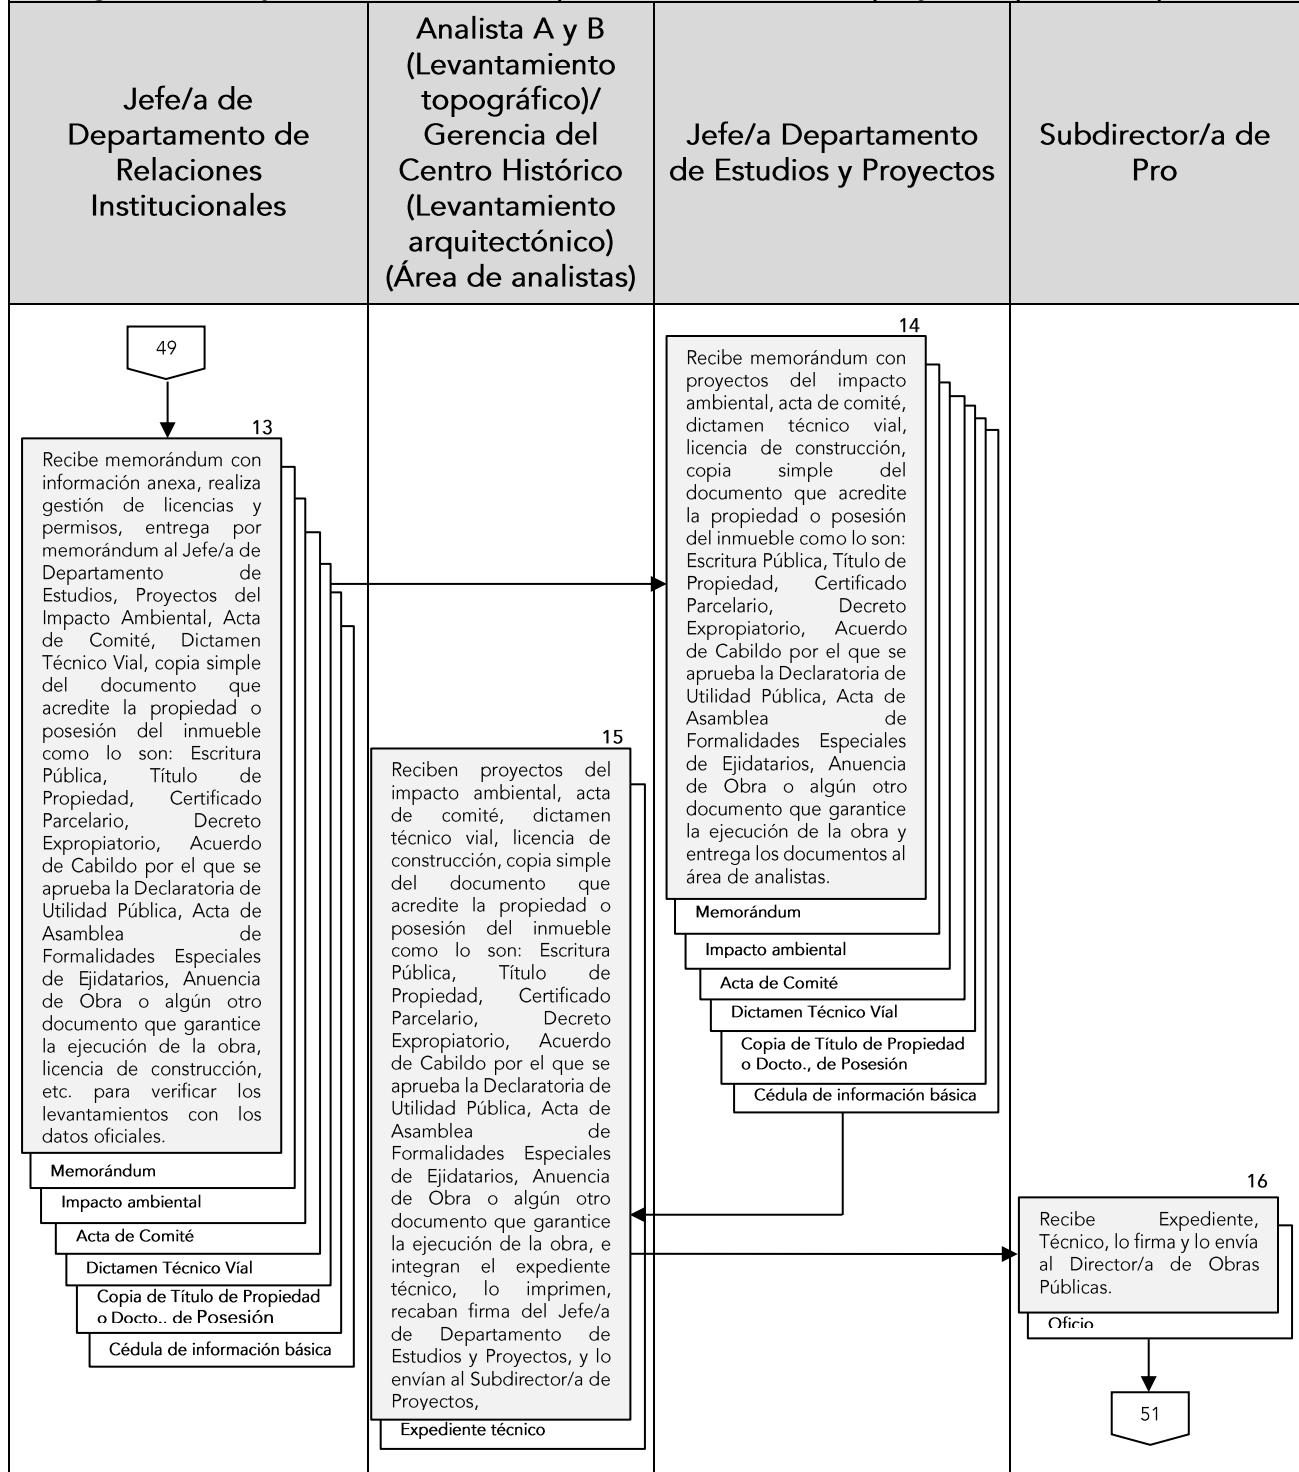 Jefe/a de
Departamento de
Relaciones
Institucionales
Analista A y B
(Levantamiento
topográfico)/
Gerencia del
Centro Histórico
(Levantamiento
arquitectónico)
(Área de analistas)
Jefe/a Departamento
de Estudios y Proyectos
Subdirector/a de
Pro
49
13
Recibe memorándum con
información anexa, realiza
gestión de licencias y
permisos, entrega por
memorándum al Jefe/a de
Departamento de
Estudios, Proyectos del
Impacto Ambiental, Acta
de Comité, Dictamen
Técnico Vial, copia simple
del documento que
acredite la propiedad o
posesión del inmueble
como lo son: Escritura
Pública, Título de
Propiedad, Certificado
Parcelario, Decreto
Expropiatorio, Acuerdo
de Cabildo por el que se
aprueba la Declaratoria de
Utilidad Pública, Acta de
Asamblea de
Formalidades Especiales
de Ejidatarios, Anuencia
de Obra o algún otro
documento que garantice
la ejecución de la obra,
licencia de construcción,
etc. para verificar los
levantamientos con los
datos oficiales.
Memorándum
Impacto ambiental
Acta de Comité
Dictamen Técnico Víal
Copia de Título de Propiedad
o Docto., de Posesión
Cédula de información básica
14
Recibe memorándum con
proyectos del impacto
ambiental, acta de comité,
dictamen técnico vial,
licencia de construcción,
copia simple del
documento que acredite
la propiedad o posesión
del inmueble como lo son:
Escritura Pública, Título de
Propiedad, Certificado
Parcelario, Decreto
Expropiatorio, Acuerdo
de Cabildo por el que se
aprueba la Declaratoria de
Utilidad Pública, Acta de
Asamblea de
Formalidades Especiales
de Ejidatarios, Anuencia
de Obra o algún otro
documento que garantice
la ejecución de la obra y
entrega los documentos al
área de analistas.
Memorándum
Impacto ambiental
Acta de Comité
Dictamen Técnico Víal
Copia de Título de Propiedad
o Docto., de Posesión
Cédula de información básica
15
Reciben proyectos del
impacto ambiental, acta
de comité, dictamen
técnico vial, licencia de
construcción, copia simple
del documento que
acredite la propiedad o
posesión del inmueble
como lo son: Escritura
Pública, Título de
Propiedad, Certificado
Parcelario, Decreto
Expropiatorio, Acuerdo
de Cabildo por el que se
aprueba la Declaratoria de
Utilidad Pública, Acta de
Asamblea de
Formalidades Especiales
de Ejidatarios, Anuencia
de Obra o algún otro
documento que garantice
la ejecución de la obra, e
integran el expediente
técnico, lo imprimen,
recaban firma del Jefe/a
de Departamento de
Estudios y Proyectos, y lo
envían al Subdirector/a de
Proyectos,
Expediente técnico
16
Recibe Expediente,
Técnico, lo firma y lo envía
al Director/a de Obras
Públicas.
Oficio
51